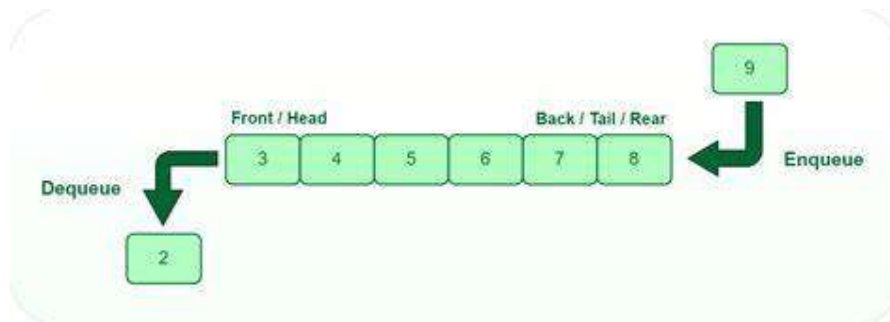 9
Front / Head Back / Tail / Rear
3 4 5 6 7 8
Enqueue
Dequeue
2